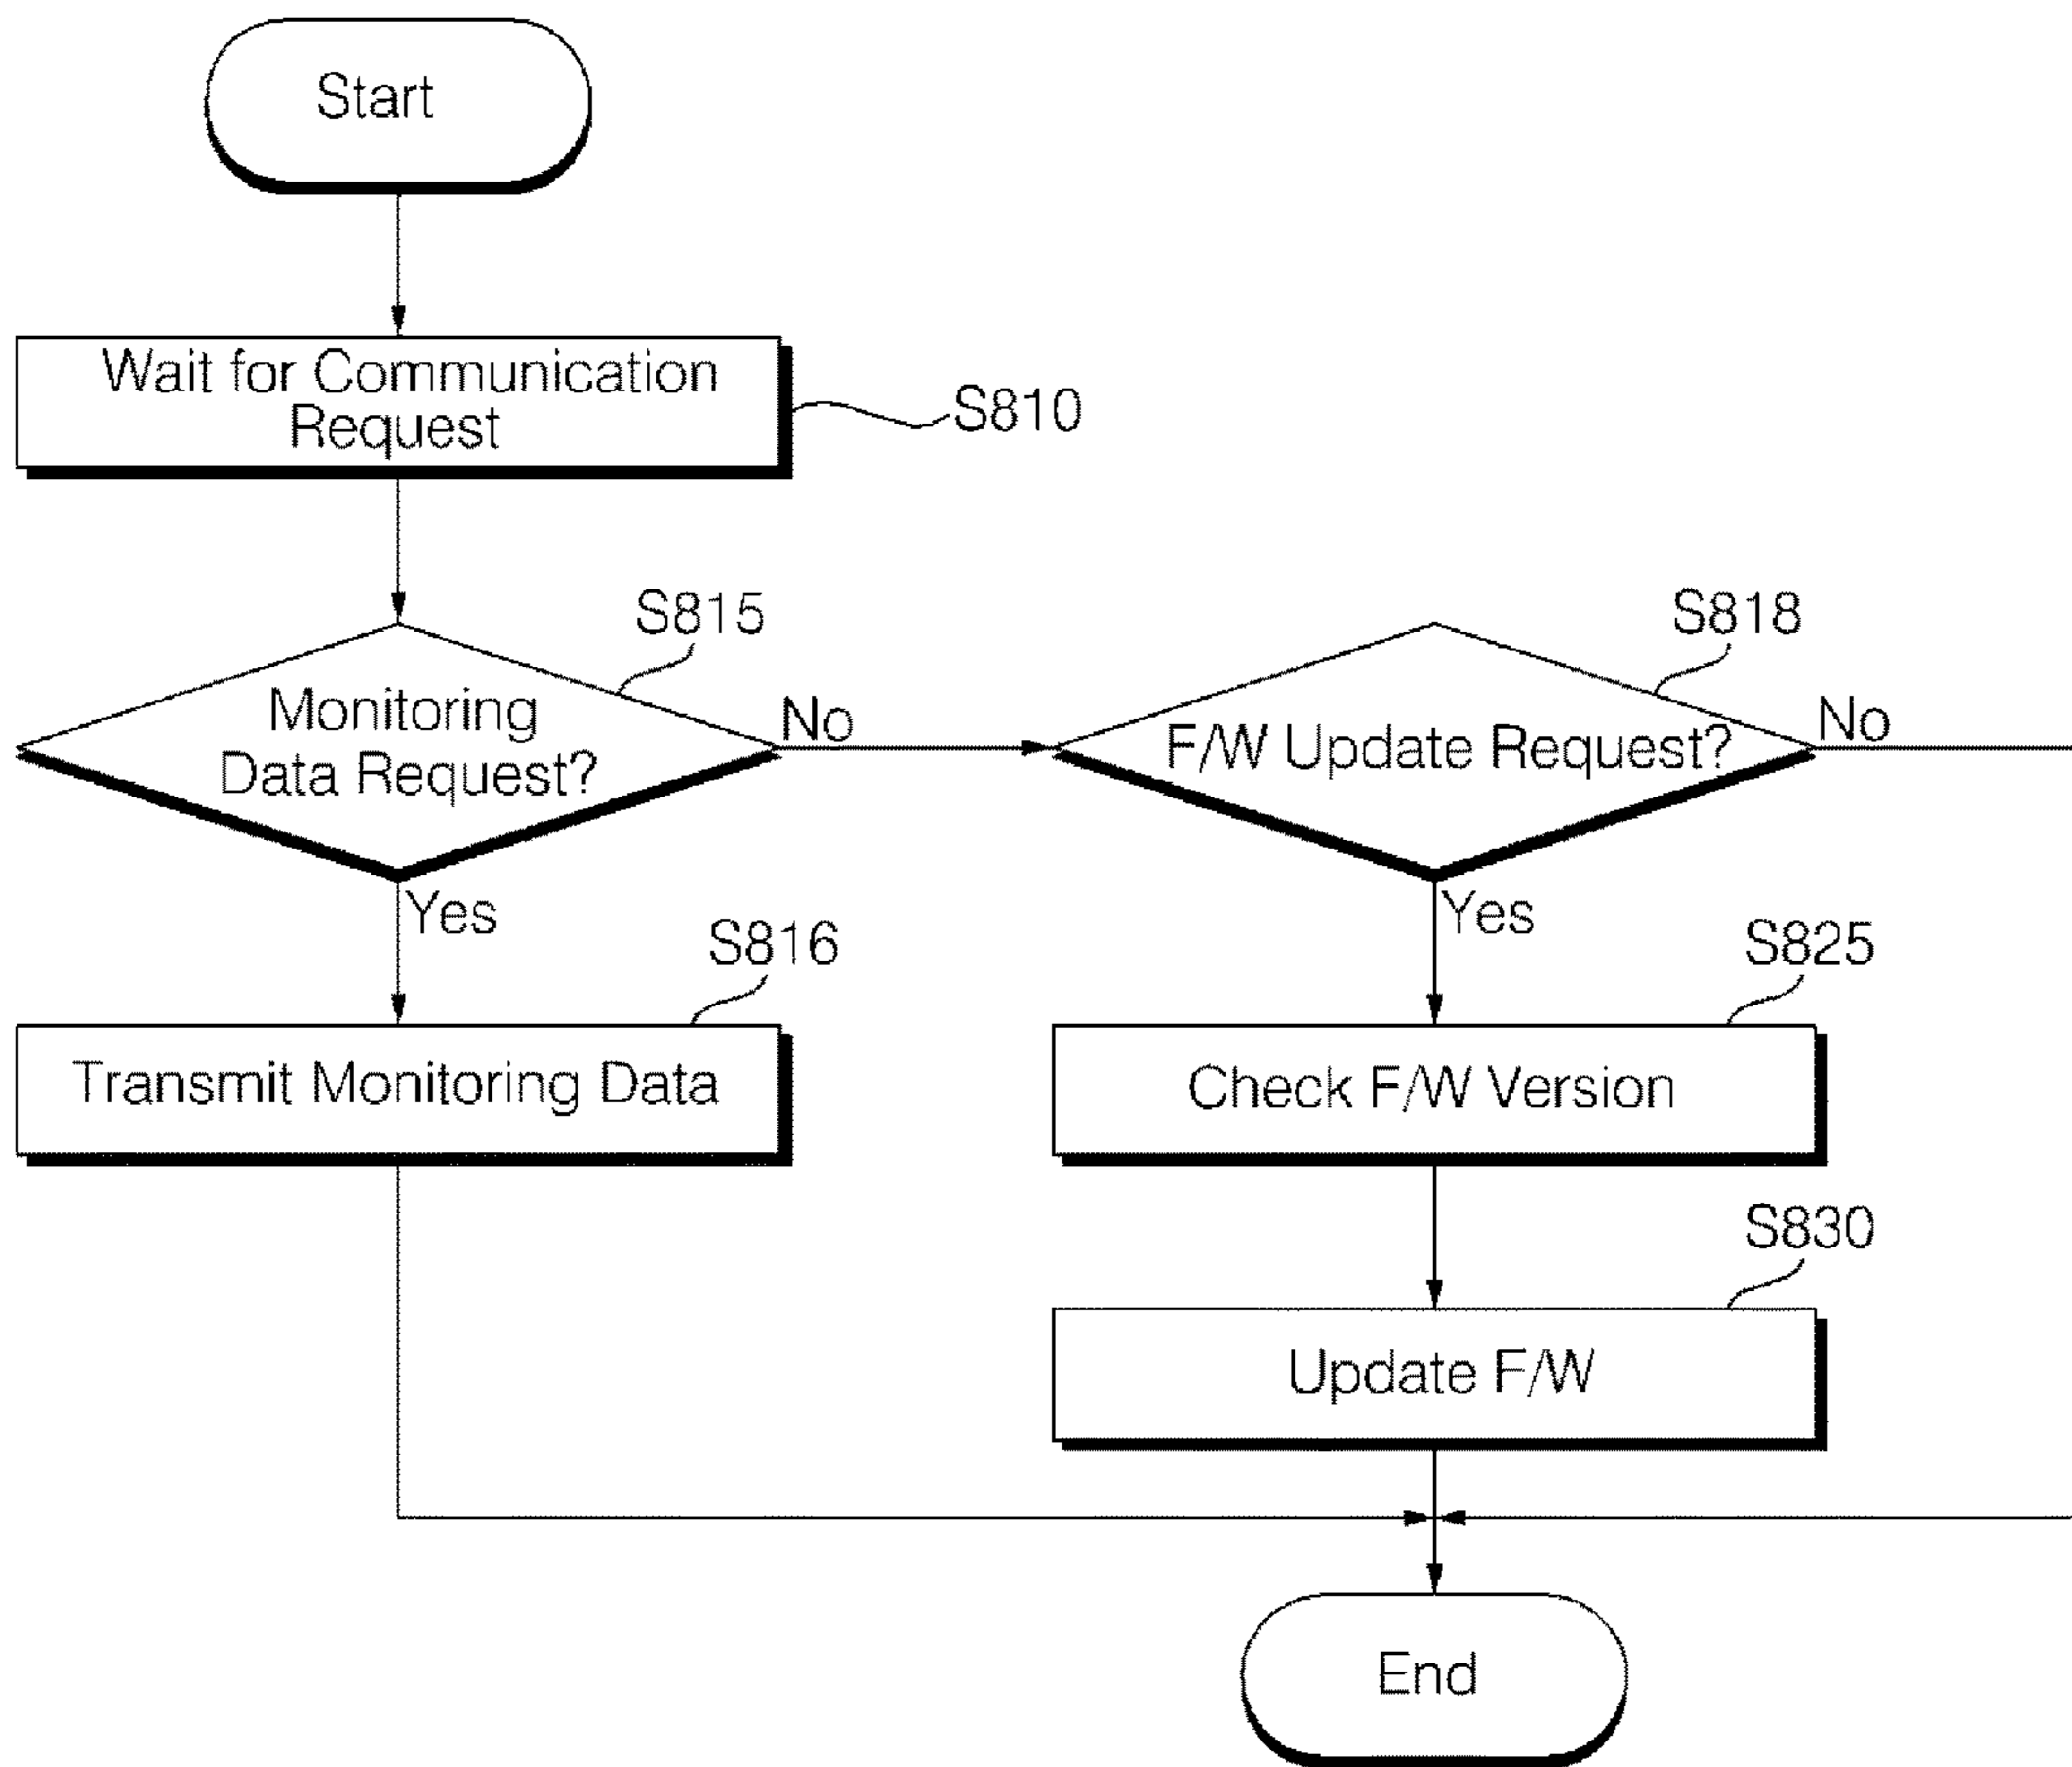 Start
Wait for Communication
Request
S810
S815
Monitoring
Data Request?
No
S818
F/W Update Request?
No
Yes
Yes
S816
Transmit Monitoring Data
S825
Check F/W Version
S830
Update F/W
End